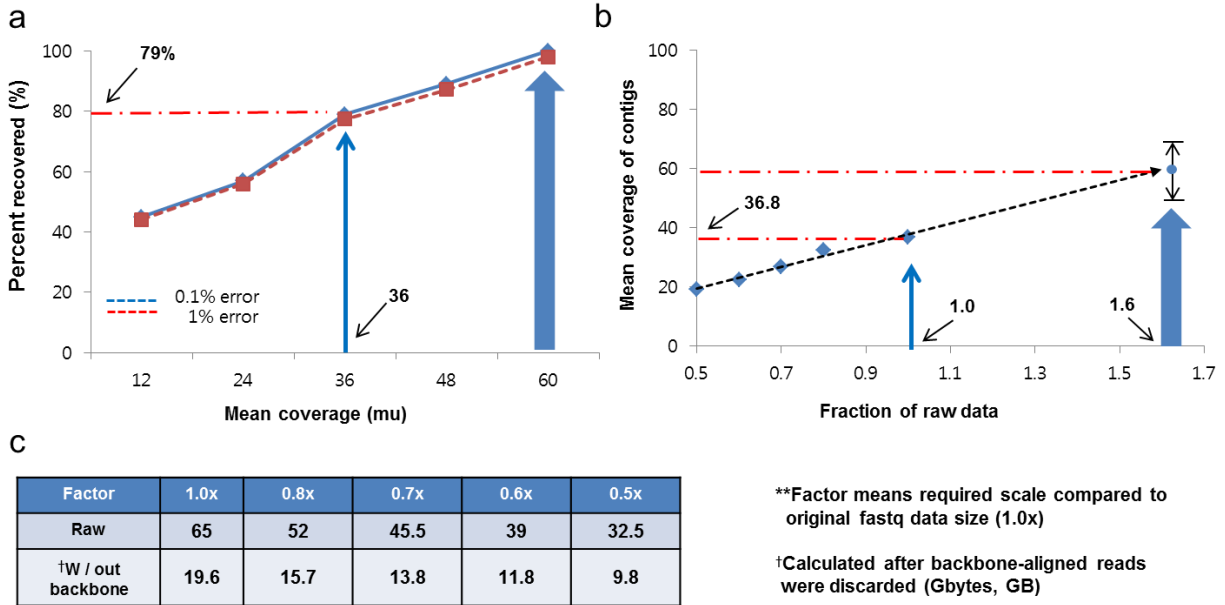 a
Percent recovered (%)
100
80
60
40
20
0
79%
0.1% error
1% error
36
12 24 36 48 60
Mean coverage (mu)
b
Mean coverage of contigs
100
80
60
40
20
0
36.8
1.0
1.6
0.5 0.7 0.9 1.1 1.3 1.5 1.7
Fraction of raw data
c
Factor 1.0x 0.8x 0.7x 0.6x 0.5x
Raw 65 52 45.5 39 32.5
†W / out
backbone 19.6 15.7 13.8 11.8 9.8
**Factor means required scale compared to
original fastq data size (1.0x)
†Calculated after backbone-aligned reads
were discarded (Gbytes, GB)